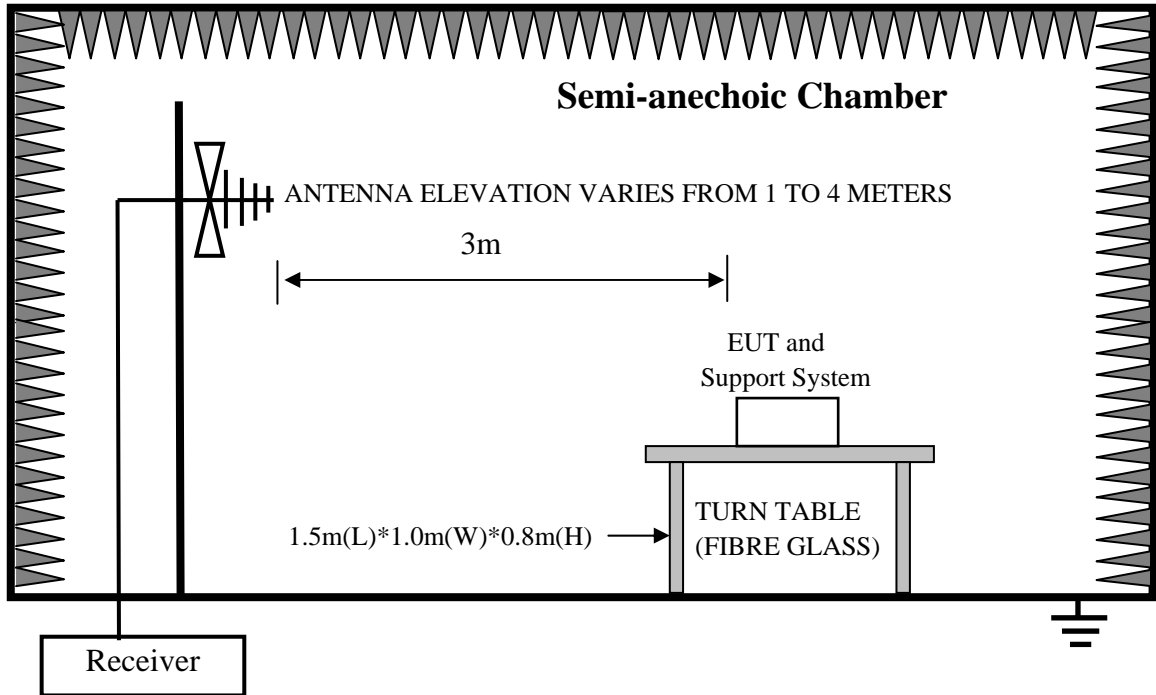 Semi-anechoic Chamber
ANTENNA ELEVATION VARIES FROM 1 TO 4 METERS
3m
EUT and
Support System
1.5m(L)*1.0m(W)*0.8m(H)
TURN TABLE
(FIBRE GLASS)
Receiver